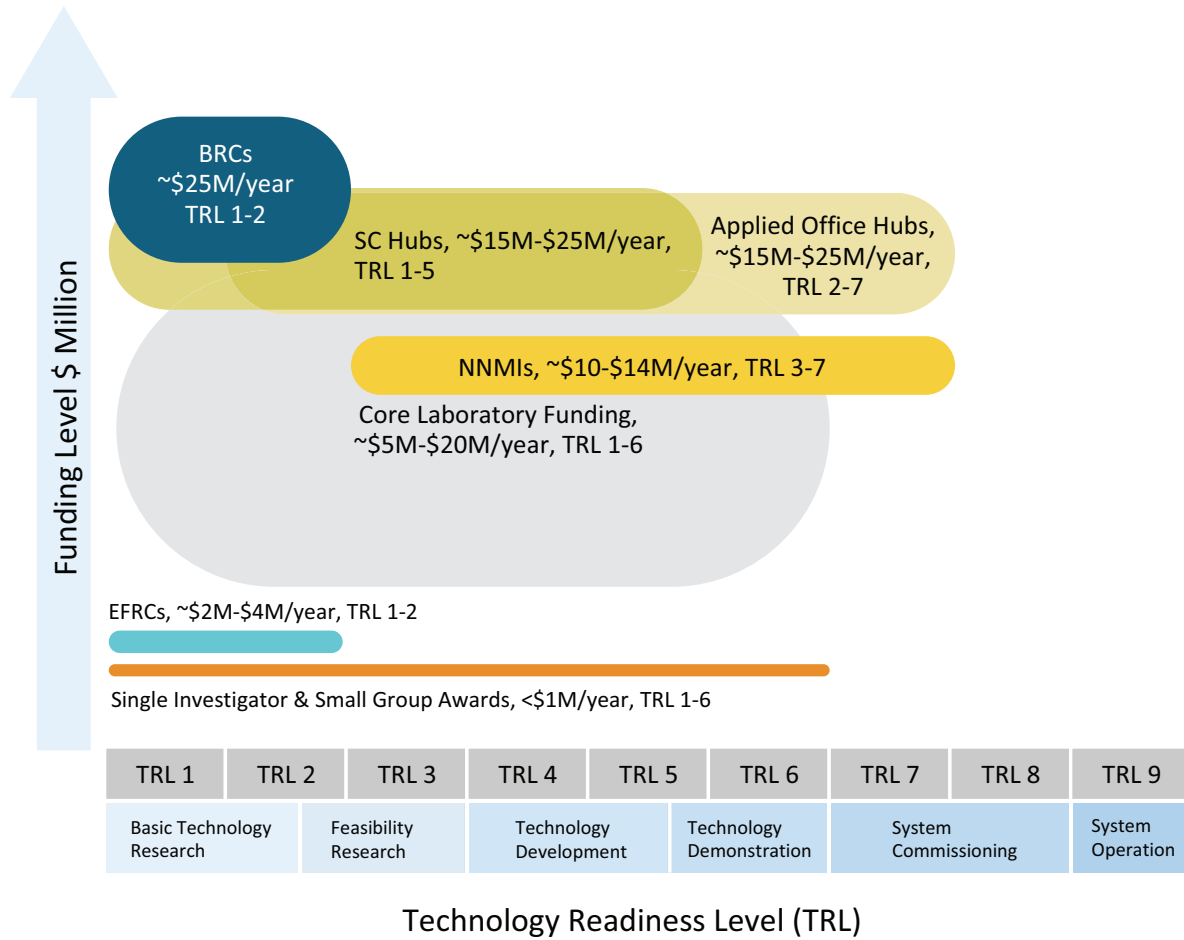 Funding Level $ Million
BRCs
~$25M/year
TRL 1-2
SC Hubs, ~$15M-$25M/year,
TRL 1-5
Applied Office Hubs,
~$15M-$25M/year,
TRL 2-7
NNMIs, ~$10-$14M/year, TRL 3-7
Core Laboratory Funding,
~$5M-$20M/year, TRL 1-6
EFRCs, ~$2M-$4M/year, TRL 1-2
Single Investigator & Small Group Awards, <$1M/year, TRL 1-6
TRL 1 TRL 2 TRL 3 TRL 4 TRL 5 TRL 6 TRL 7 TRL 8 TRL 9
Basic Technology
Research
Feasibility
Research
Technology
Development
Technology
Demonstration
System
Commissioning
System
Operation
Technology Readiness Level (TRL)